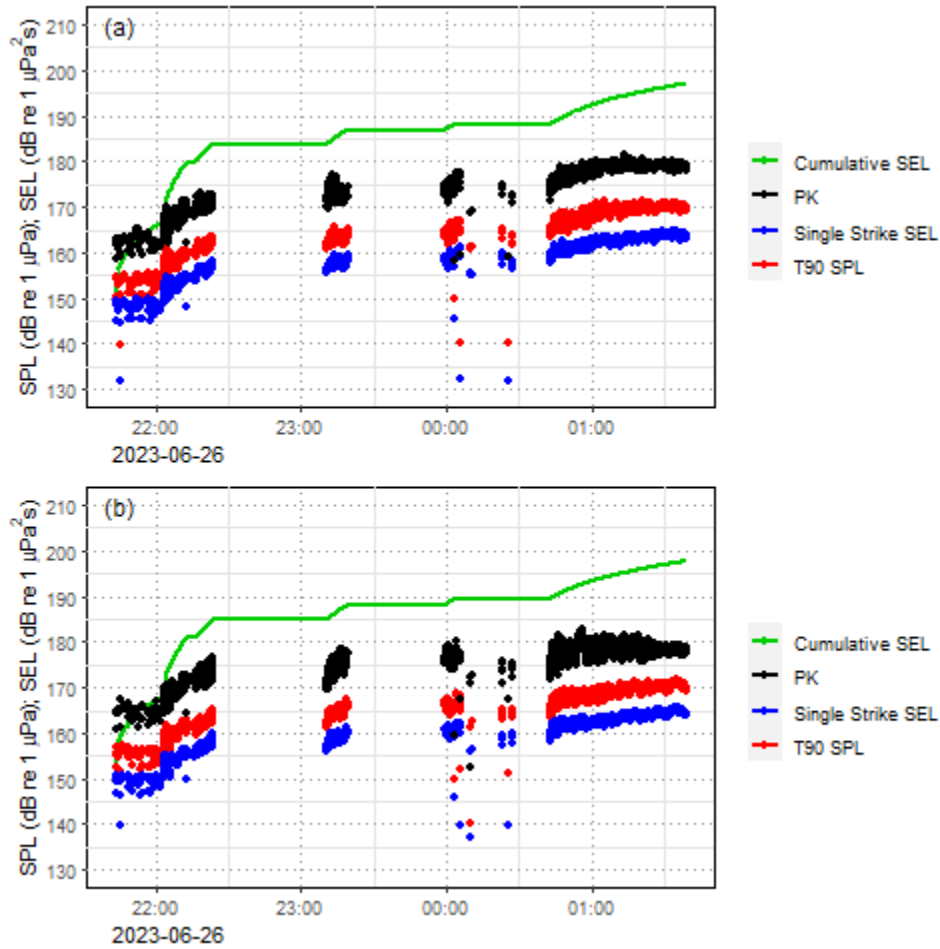 (a)
SPL (dB re 1 µPa); SEL (dB re 1 µPa²s)
210
200
190
180
170
160
150
140
130
22:00
23:00
00:00
01:00
2023-06-26
Cumulative SEL
PK
Single Strike SEL
T90 SPL
(b)
SPL (dB re 1 µPa); SEL (dB re 1 µPa²s)
210
200
190
180
170
160
150
140
130
22:00
23:00
00:00
01:00
2023-06-26
Cumulative SEL
PK
Single Strike SEL
T90 SPL